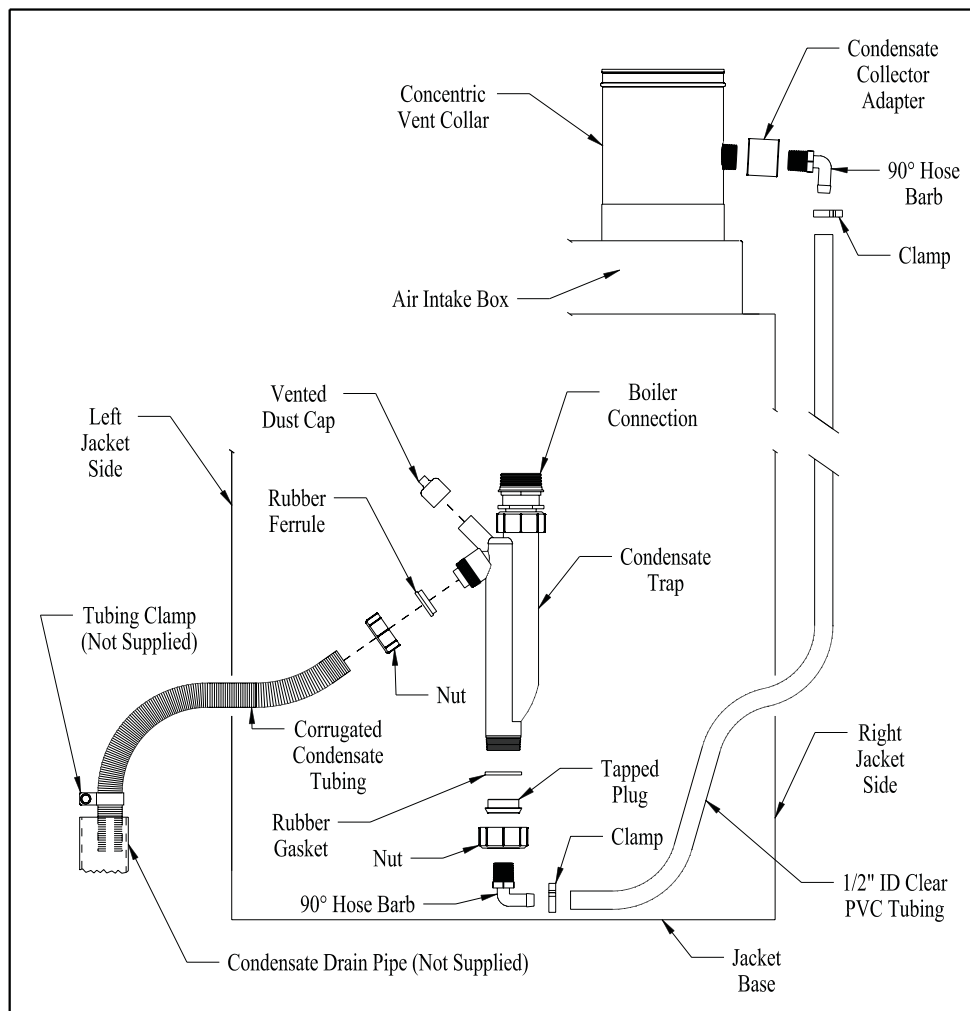 Condensate
Collector
Adapter
Concentric
Vent Collar
90° Hose
Barb
Clamp
Air Intake Box
Vented
Dust Cap
Boiler
Connection
Left
Jacket
Side
Rubber
Ferrule
Condensate
Trap
Tubing Clamp
(Not Supplied)
Nut
Corrugated
Condensate
Tubing
Right
Jacket
Side
Tapped
Plug
Rubber
Gasket
Clamp
Nut
1/2" ID Clear
PVC Tubing
90° Hose Barb
Condensate Drain Pipe (Not Supplied)
Jacket
Base